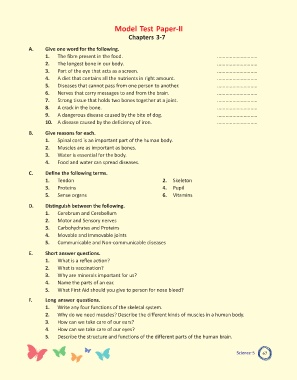 Model Test Paper-II
Chapters 3-7
A. Give one word for the following.
1. The fibre present in the food. ........................
2. The longest bone in our body. ........................
3. Part of the eye that acts as a screen. ........................
4. A diet that contains all the nutrients in right amount. ........................
5. Diseases that cannot pass from one person to another. ........................
6. Nerves that carry messages to and from the brain. ........................
7. Strong tissue that holds two bones together at a joint. ........................
8. A crack in the bone. ........................
9. A dangerous disease caused by the bite of dog. ........................
10. A disease caused by the deficiency of iron. ........................
B. Give reasons for each.
1. Spinal cord is an important part of the human body.
2. Muscles are as important as bones.
3. Water is essential for the body.
4. Food and water can spread diseases.
C. Define the following terms.
1. Tendon 2. Skeleton
3. Proteins 4. Pupil
5. Sense organs 6. Vitamins
D. Distinguish between the following.
1. Cerebrum and Cerebellum
2. Motor and Sensory nerves
3. Carbohydrates and Proteins
4. Movable and Immovable joints
5. Communicable and Non-communicable diseases
E. Short answer questions.
1. What is a reflex action?
2. What is vaccination?
3. Why are minerals important for us?
4. Name the parts of an ear.
5. What First Aid should you give to person for nose bleed?
F. Long answer questions.
1. Write any four functions of the skeletal system.
2. Why do we need muscles? Describe the different kinds of muscles in a human body.
3. How can we take care of our ears?
4. How can we take care of our eyes?
5. Describe the structure and functions of the different parts of the human brain.
Science-5